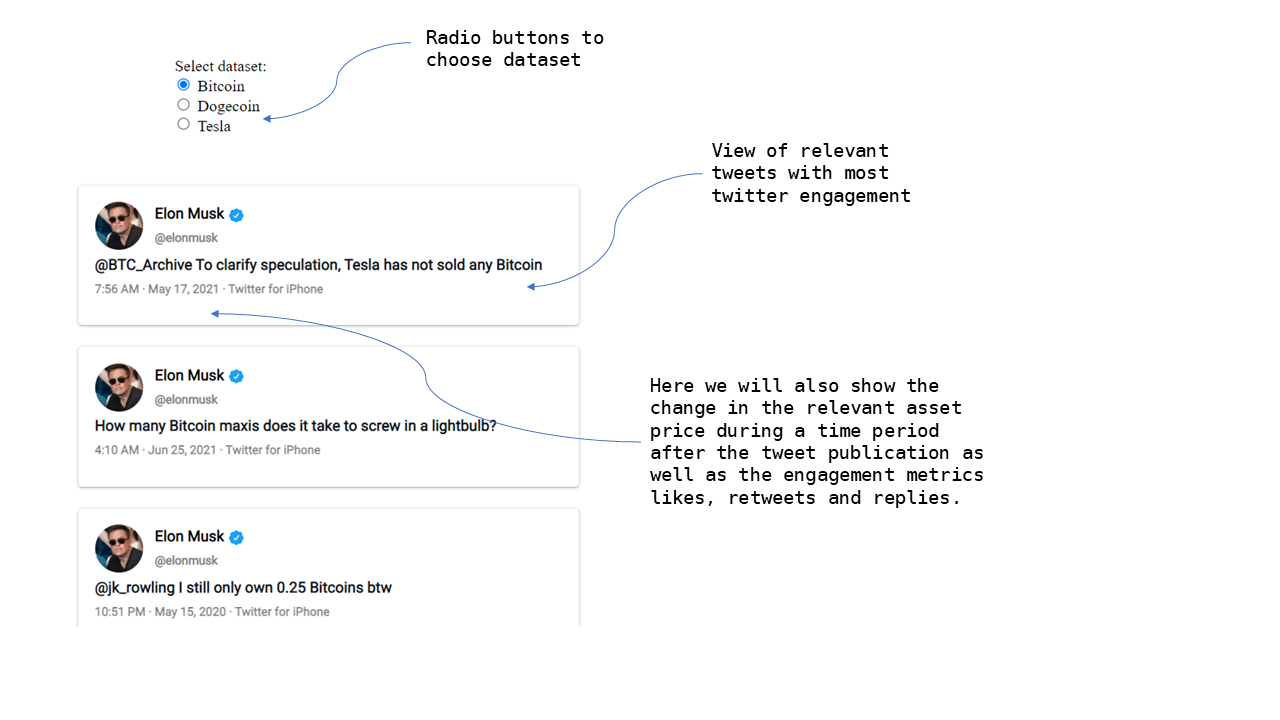 Radio buttons to
choose dataset
Select dataset:
Bitcoin
Dogecoin
Tesla
View of relevant
tweets with most
twitter engagement
Elon Musk
@elonmusk
@BTC_Archive To clarify speculation, Tesla has not sold any Bitcoin
7:56 AM · May 17, 2021 · Twitter for iPhone
Elon Musk
@elonmusk
How many Bitcoin maxis does it take to screw in a lightbulb?
4:10 AM · Jun 25, 2021 · Twitter for iPhone
Here we will also show the
change in the relevant asset
price during a time period
after the tweet publication as
well as the engagement metrics
likes, retweets and replies.
Elon Musk
@elonmusk
@jk_rowling I still only own 0.25 Bitcoins btw
10:51 PM · May 15, 2020 · Twitter for iPhone